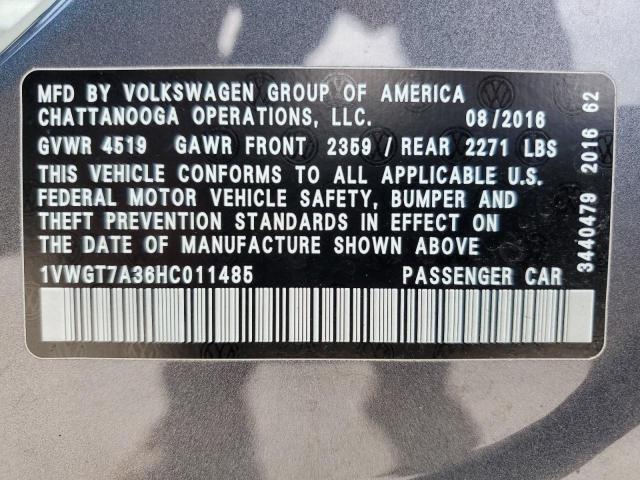 MFD BY VOLKSWAGEN GROUP OF AMERICA
CHATTANOOGA OPERATIONS, LLC. 08/2016
GVWR 4519 GAWR FRONT 2359/REAR 2271 LBS
THIS VEHICLE CONFORMS TO ALL APPLICABLE U.S.
FEDERAL MOTOR VEHICLE SAFETY, BUMPER AND
THEFT PREVENTION STANDARDS IN EFFECT ON
THE DATE OF MANUFACTURE SHOWN ABOVE
1VWGT7A36HC011485 PASSENGER CAR
3440479 2016 62